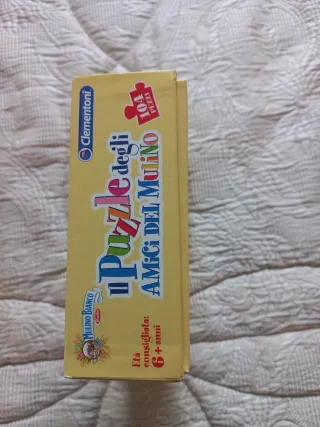 Clementoni
104
PEZZI
Il Puzzle degli
AMiCi DEL MuLiNO
MULINO BIANCO
Età
consigliata:
6+anni